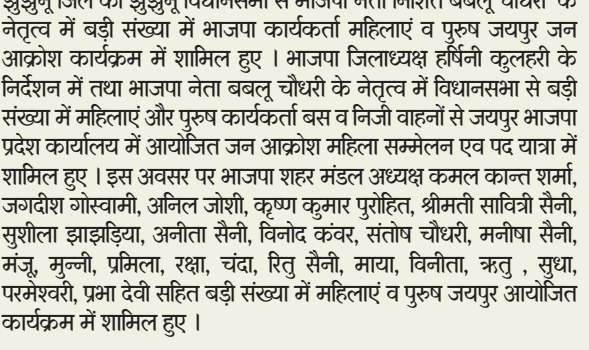 झुंझुनू जिले की झुंझुनू विधानसभा से भाजपा नेता निशित बबलू चौधरी के
नेतृत्व में बड़ी संख्या में भाजपा कार्यकर्ता महिलाएं व पुरुष जयपुर जन
आक्रोश कार्यक्रम में शामिल हुए । भाजपा जिलाध्यक्ष हर्षिनी कुलहरी के
निर्देशन में तथा भाजपा नेता बबलू चौधरी के नेतृत्व में विधानसभा से बड़ी
संख्या में महिलाएं और पुरुष कार्यकर्ता बस व निजी वाहनों से जयपुर भाजपा
प्रदेश कार्यालय में आयोजित जन आक्रोश महिला सम्मेलन एव पद यात्रा में
शामिल हुए । इस अवसर पर भाजपा शहर मंडल अध्यक्ष कमल कान्त शर्मा,
जगदीश गोस्वामी, अनिल जोशी, कृष्ण कुमार पुरोहित, श्रीमती सावित्री सैनी,
सुशीला झाझड़िया, अनीता सैनी, विनोद कंवर, संतोष चौधरी, मनीषा सैनी,
मंजू, मुन्नी, प्रमिला, रक्षा, चंदा, रितु सैनी, माया, विनीता, ऋतु , सुधा,
परमेश्वरी, प्रभा देवी सहित बड़ी संख्या में महिलाएं व पुरुष जयपुर आयोजित
कार्यक्रम में शामिल हुए ।